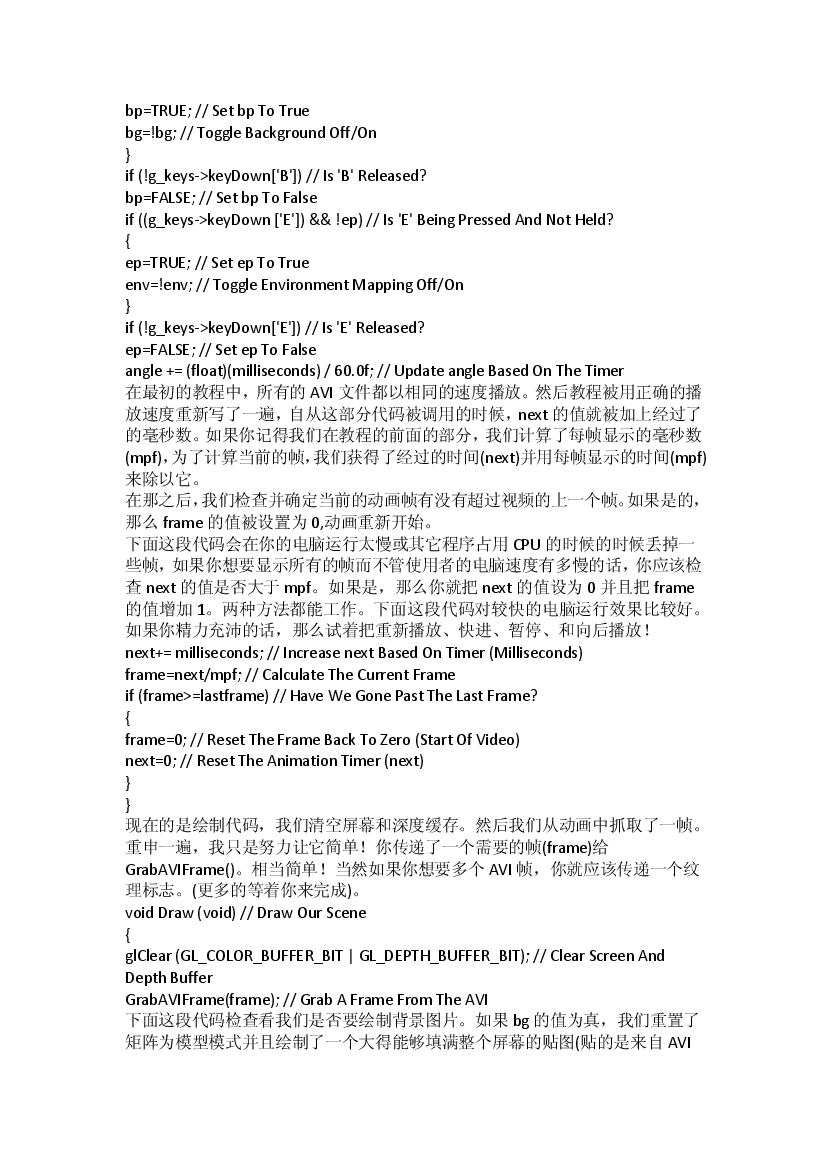 bp=TRUE; // Set bp To True
bg=!bg; // Toggle Background Off/On
}
if (!g_keys->keyDown['B']) // Is 'B' Released?
bp=FALSE; // Set bp To False
if ((g_keys->keyDown ['E']) && !ep) // Is 'E' Being Pressed And Not Held?
{
ep=TRUE; // Set ep To True
env=!env; // Toggle Environment Mapping Off/On
}
if (!g_keys->keyDown['E']) // Is 'E' Released?
ep=FALSE; // Set ep To False
angle += (float)(milliseconds) / 60.0f; // Update angle Based On The Timer
在最初的教程中，所有的 AVI 文件都以相同的速度播放。然后教程被用正确的播
放速度重新写了一遍，自从这部分代码被调用的时候，next 的值就被加上经过了
的毫秒数。如果你记得我们在教程的前面的部分，我们计算了每帧显示的毫秒数
(mpf)，为了计算当前的帧，我们获得了经过的时间(next)并用每帧显示的时间(mpf)
来除以它。
在那之后，我们检查并确定当前的动画帧有没有超过视频的上一个帧。如果是的，
那么 frame 的值被设置为 0,动画重新开始。
下面这段代码会在你的电脑运行太慢或其它程序占用 CPU 的时候的时候丢掉一
些帧，如果你想要显示所有的帧而不管使用者的电脑速度有多慢的话，你应该检
查 next 的值是否大于 mpf。如果是，那么你就把 next 的值设为 0 并且把 frame
的值增加 1。两种方法都能工作。下面这段代码对较快的电脑运行效果比较好。
如果你精力充沛的话，那么试着把重新播放、快进、暂停、和向后播放！
next+= milliseconds; // Increase next Based On Timer (Milliseconds)
frame=next/mpf; // Calculate The Current Frame
if (frame>=lastframe) // Have We Gone Past The Last Frame?
{
frame=0; // Reset The Frame Back To Zero (Start Of Video)
next=0; // Reset The Animation Timer (next)
}
}
现在的是绘制代码，我们清空屏幕和深度缓存。然后我们从动画中抓取了一帧。
重申一遍，我只是努力让它简单！你传递了一个需要的帧(frame)给
GrabAVIFrame()。相当简单！当然如果你想要多个 AVI 帧，你就应该传递一个纹
理标志。(更多的等着你来完成)。
void Draw (void) // Draw Our Scene
{
glClear (GL_COLOR_BUFFER_BIT | GL_DEPTH_BUFFER_BIT); // Clear Screen And
Depth Buffer
GrabAVIFrame(frame); // Grab A Frame From The AVI
下面这段代码检查看我们是否要绘制背景图片。如果 bg 的值为真，我们重置了
矩阵为模型模式并且绘制了一个大得能够填满整个屏幕的贴图(贴的是来自 AVI